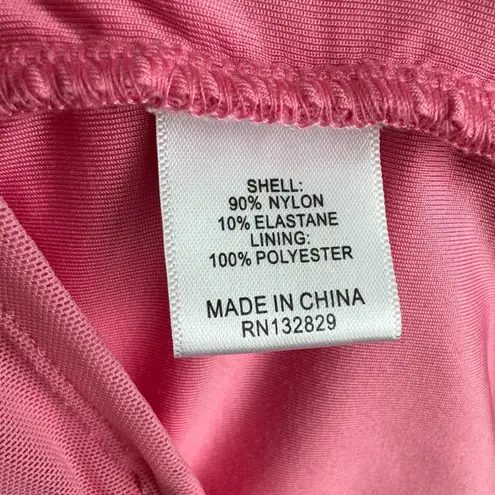 SHELL:
90% NYLON
10% ELASTANE
LINING:
100% POLYESTER
MADE IN CHINA
RN132829